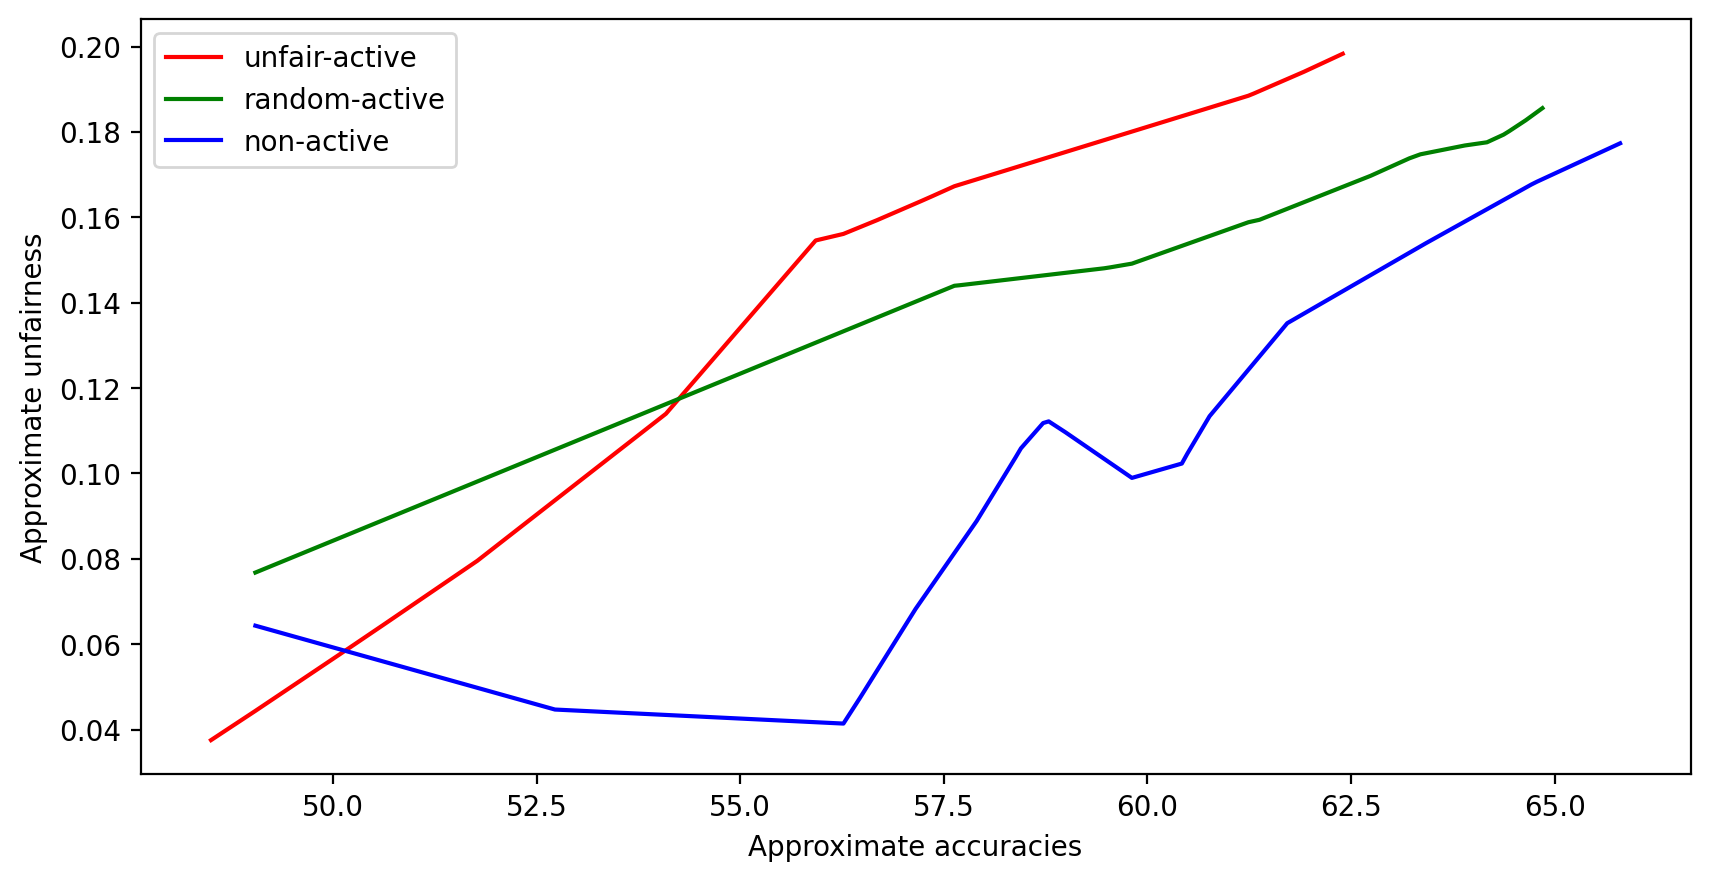 unfair-active
random-active
non-active
0.20
0.18
0.16
0.14
0.12
0.10
0.08
0.06
0.04
Approximate unfairness
50.0 52.5 55.0 57.5 60.0 62.5 65.0
Approximate accuracies